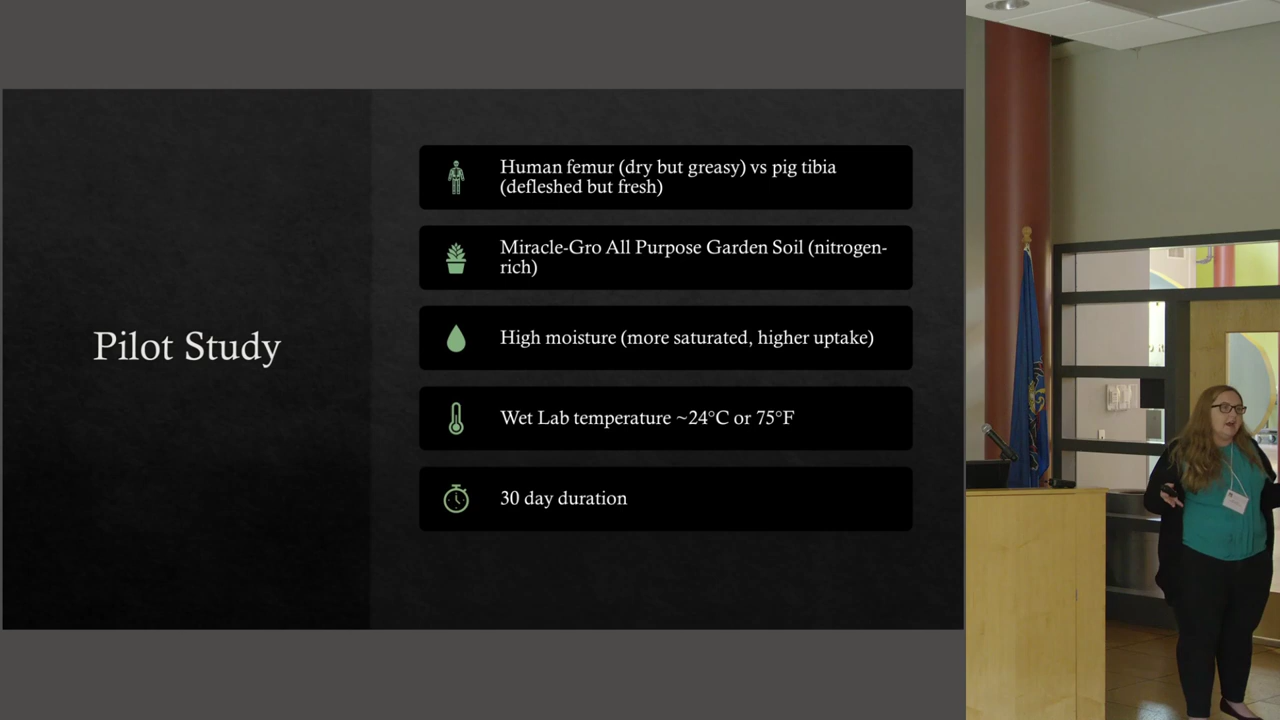 Pilot Study
Human femur (dry but greasy) vs pig tibia
(defleshed but fresh)
Miracle-Gro All Purpose Garden Soil (nitrogen-
rich)
High moisture (more saturated, higher uptake)
Wet Lab temperature ~24°C or 75°F
30 day duration